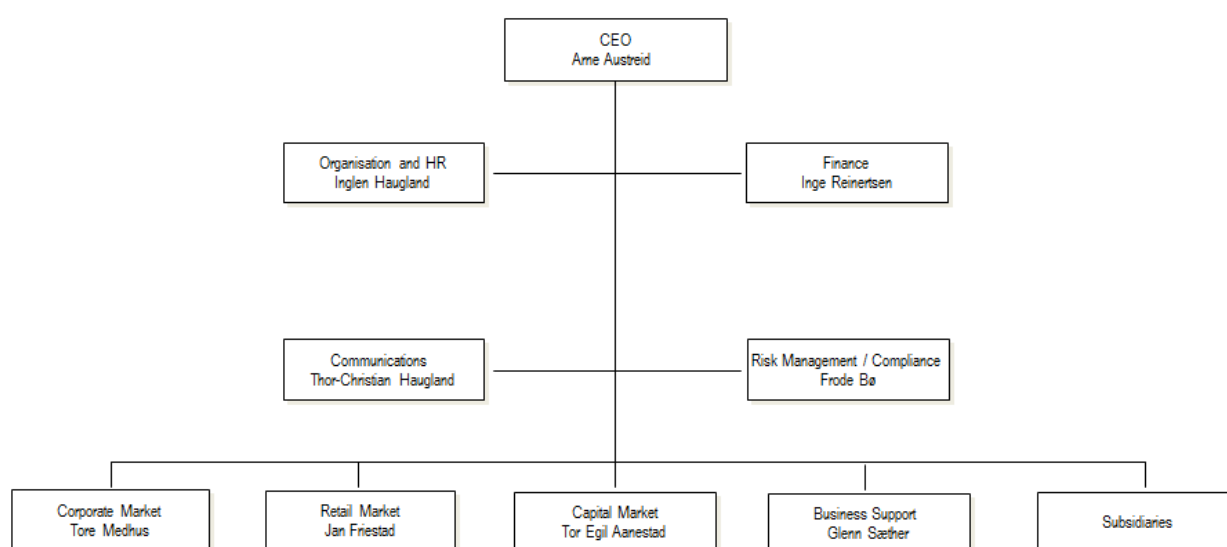 CEO
Arne Austreid
Organisation and HR
Inglen Haugland
Finance
Inge Reinertsen
Communications
Thor-Christian Haugland
Risk Management / Compliance
Frode Bø
Corporate Market
Tore Medhus
Retail Market
Jan Friestad
Capital Market
Tor Egil Aanestad
Business Support
Glenn Sæther
Subsidiaries